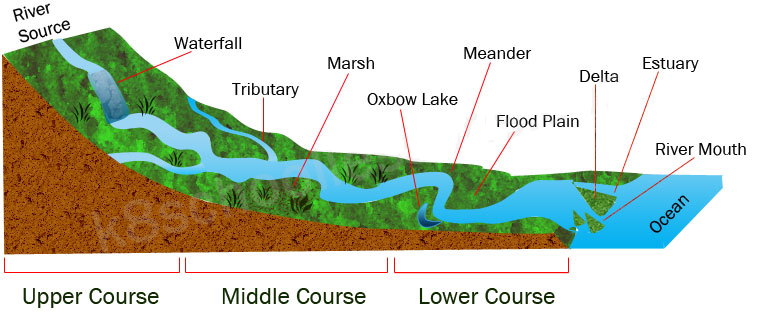 River
Source
Waterfall
Tributary
Marsh
Oxbow Lake
Meander
Flood Plain
Delta
Estuary
River Mouth
Ocean
Upper Course
Middle Course
Lower Course